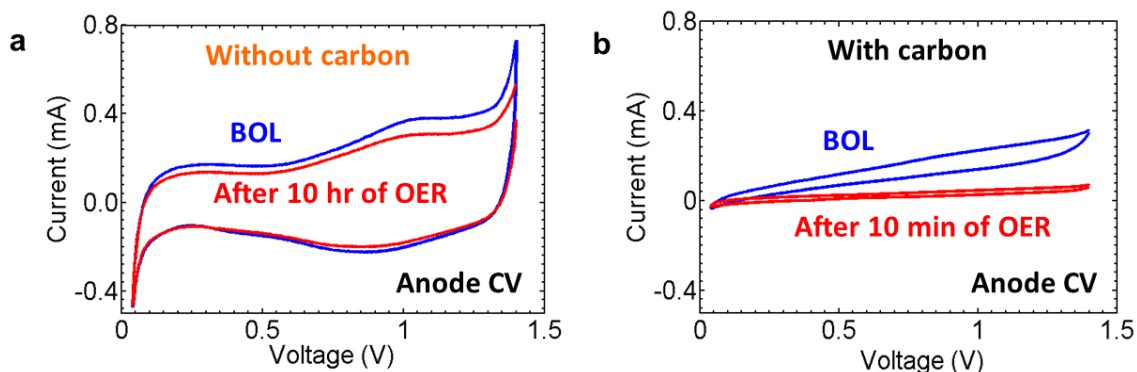 a
Without carbon
BOL
After 10 hr of OER
Anode CV
Current (mA)
0.8
0.4
0.0
-0.4
0
0.5
1
1.5
Voltage (V)
b
With carbon
BOL
After 10 min of OER
Anode CV
Current (mA)
0.8
0.4
0
-0.4
0
0.5
1.0
1.5
Voltage (V)